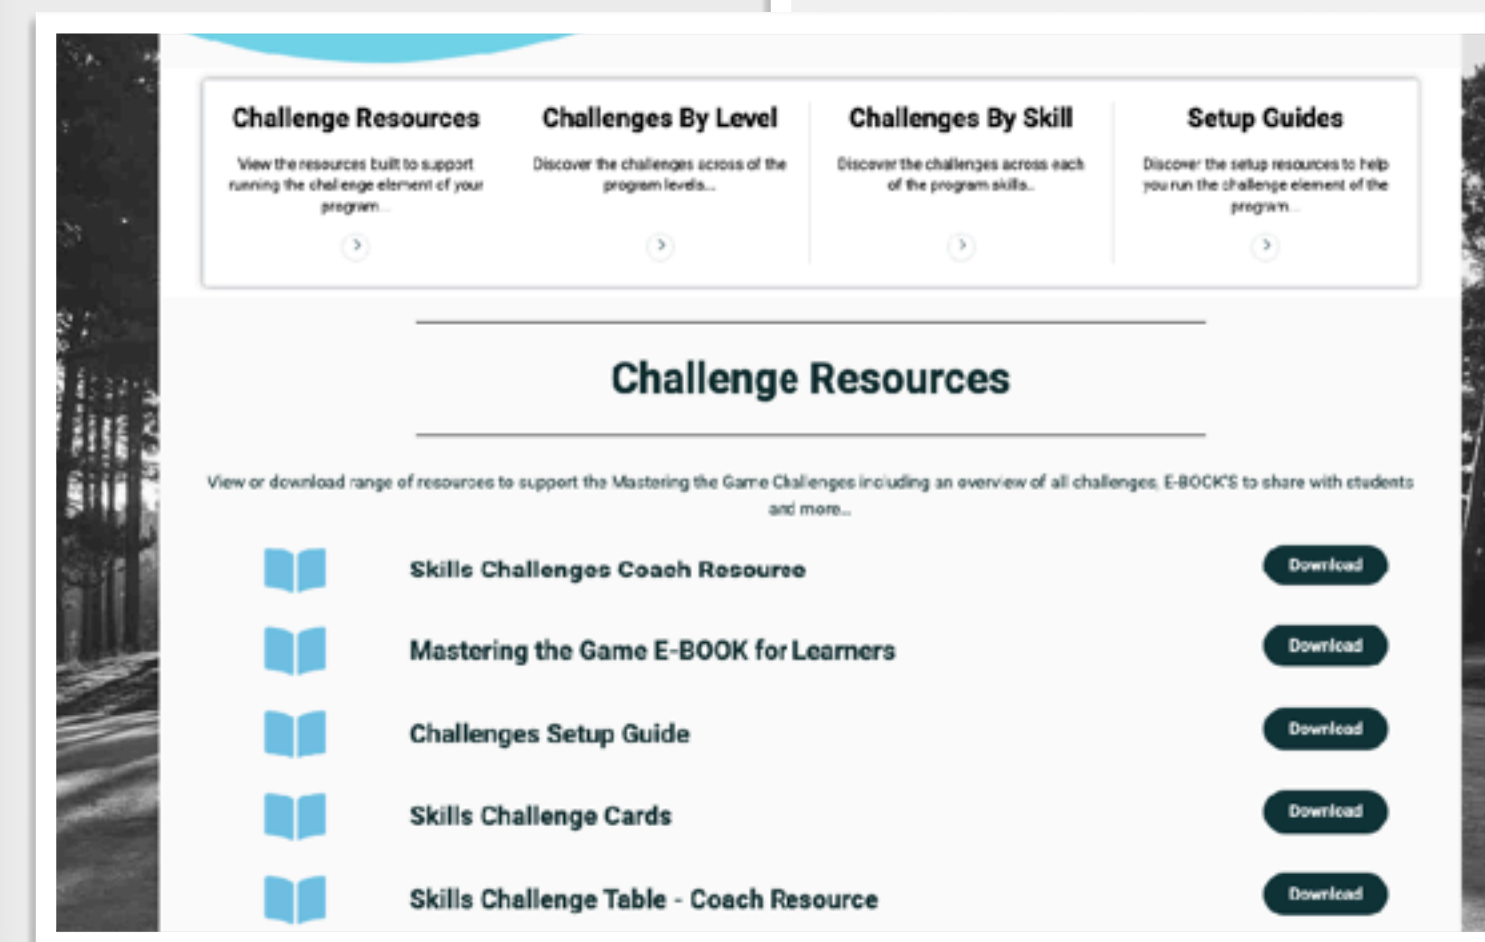 Challenge Resources
View the resources built to support
running the challenge element of your
program...
Challenges By Level
Discover the challenges across of the
program levels...
Challenges By Skill
Discover the challenges across each
of the program skills...
Setup Guides
Discover the setup resources to help
you run the challenge element of the
program...
Challenge Resources
View or download range of resources to support the Mastering the Game Challenges including an overview of all challenges, E-BOOK'S to share with students
and more...
Skills Challenges Coach Resource
Download
Mastering the Game E-BOOK for Learners
Download
Challenges Setup Guide
Download
Skills Challenge Cards
Download
Skills Challenge Table - Coach Resource
Download